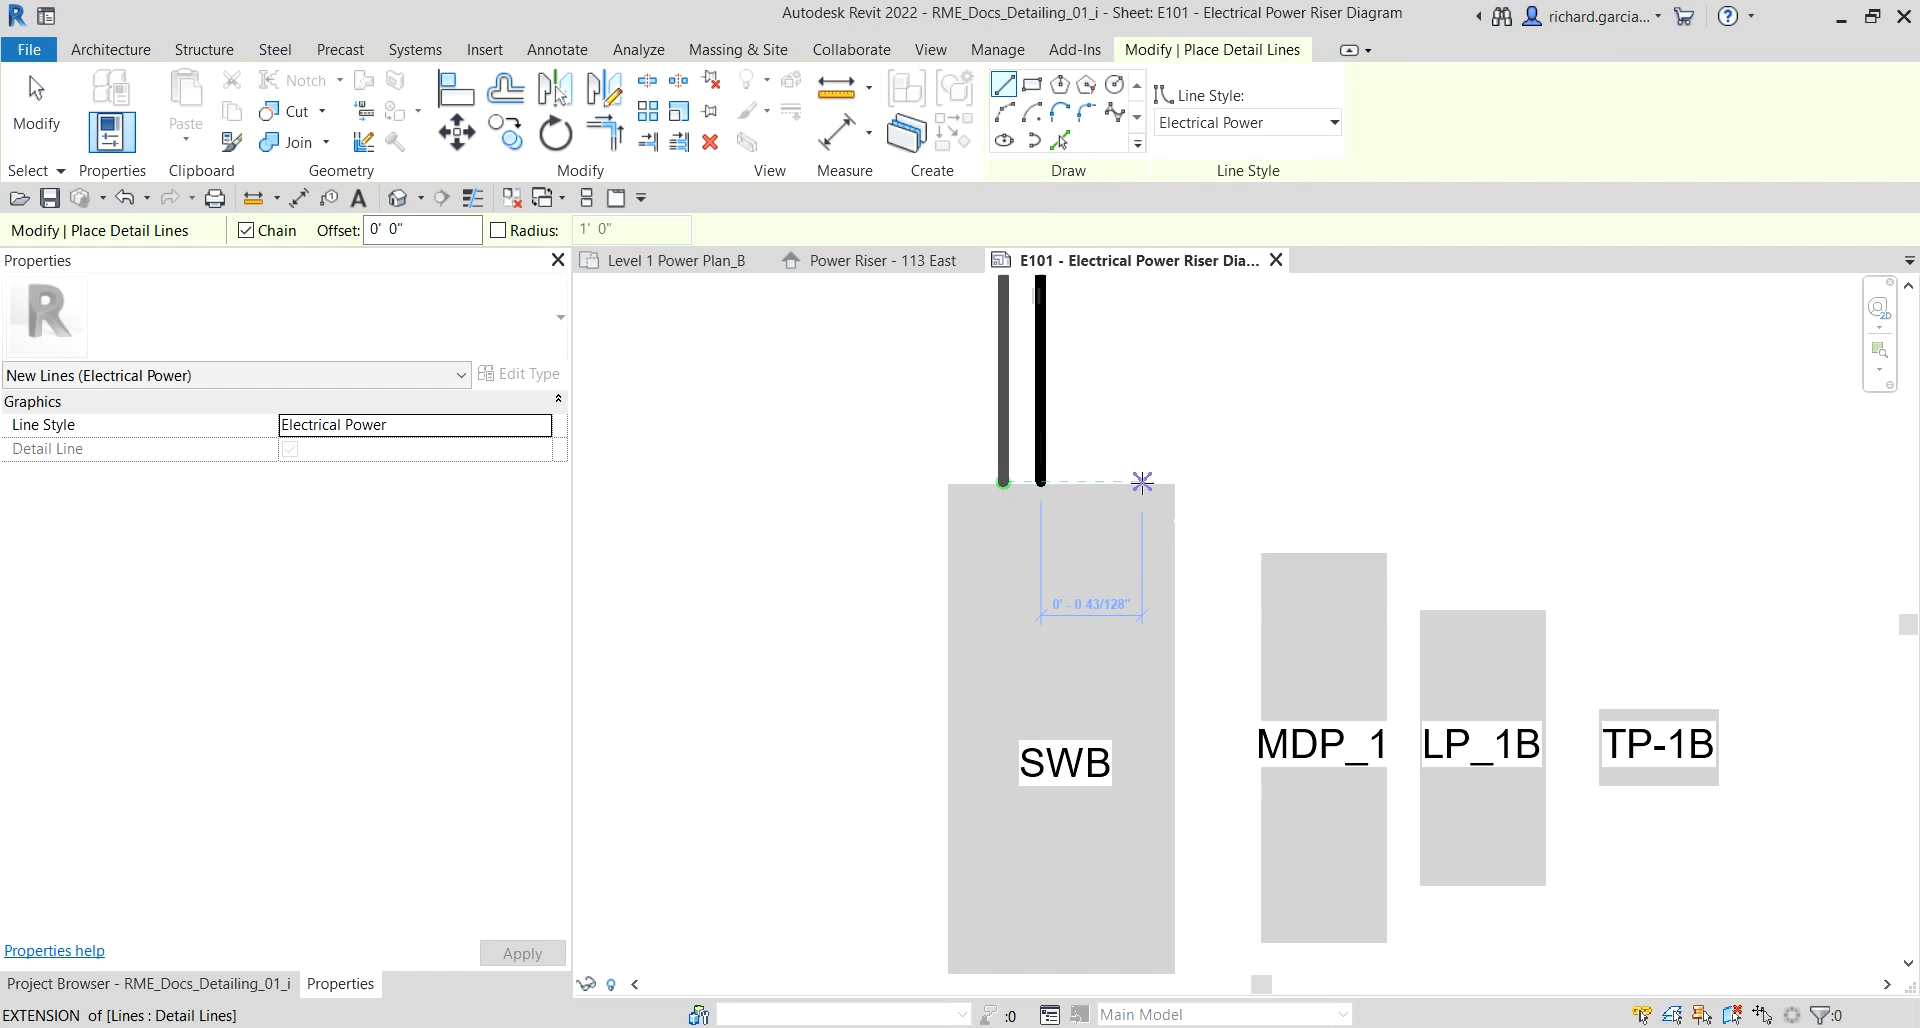 Autodesk Revit 2022 - RME_Docs_Detailing_01_i - Sheet: E101 - Electrical Power Riser Diagram
richard.garcia...
File Architecture Structure Steel Precast Systems Insert Annotate Analyze Massing & Site Collaborate View Manage Add-Ins Modify | Place Detail Lines
Modify
Paste
Notch
Cut
Join
Line Style:
Electrical Power
Select Properties Clipboard Geometry Modify View Measure Create Draw Line Style
Modify | Place Detail Lines Chain Offset: 0' 0" Radius: 1' 0"
Properties
Level 1 Power Plan_B Power Riser - 113 East E101 - Electrical Power Riser Dia...
R
2D
New Lines (Electrical Power) Edit Type
Graphics
Line Style Electrical Power
Detail Line
0' - 0 43/128"
SWB
MDP_1
LP_1B
TP-1B
Properties help Apply
Project Browser - RME_Docs_Detailing_01_i Properties
EXTENSION of [Lines : Detail Lines] :0 Main Model :0